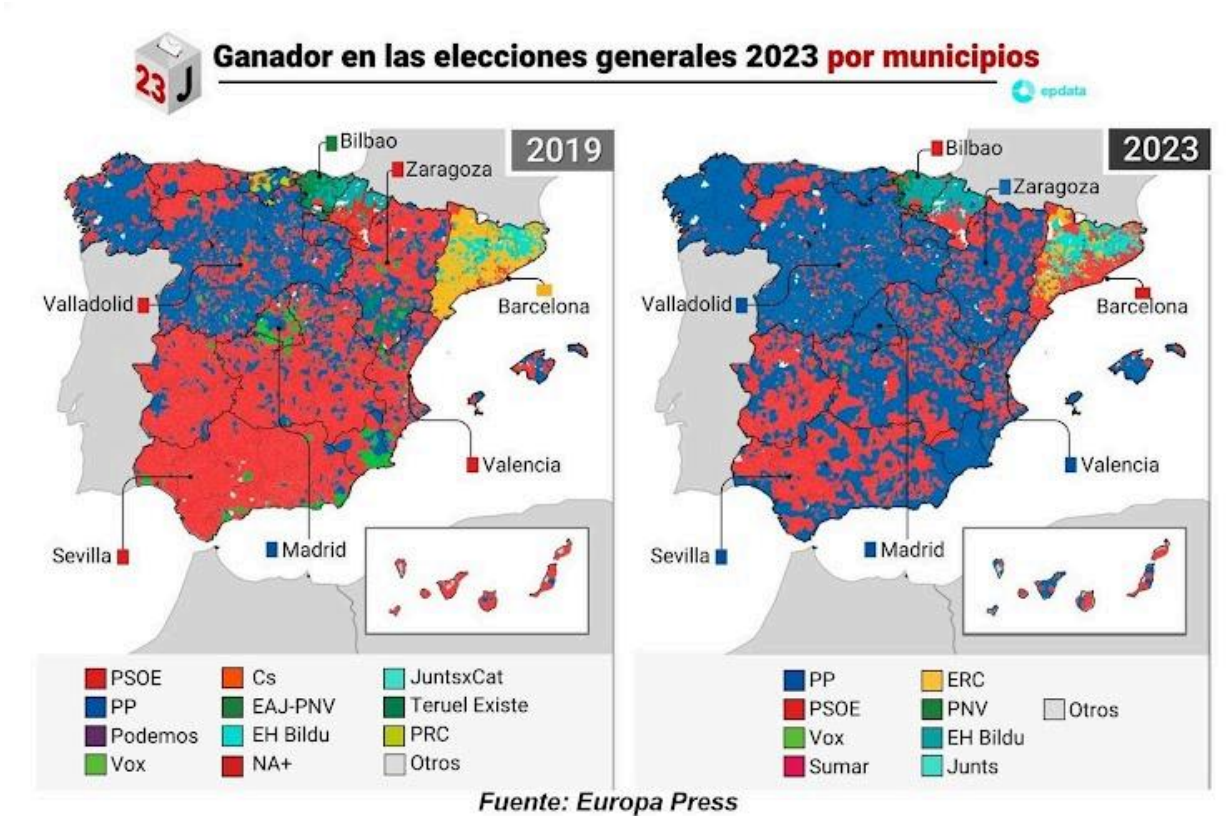 23J
Ganador en las elecciones generales 2023 por municipios
epdata
2019
Bilbao
Zaragoza
Valladolid
Barcelona
Valencia
Sevilla
Madrid
PSOE
PP
Podemos
Vox
Cs
EAJ-PNV
EH Bildu
NA+
JuntsxCat
Teruel Existe
PRC
Otros
2023
Bilbao
Zaragoza
Valladolid
Barcelona
Valencia
Sevilla
Madrid
PP
PSOE
Vox
Sumar
ERC
PNV
EH Bildu
Junts
Otros
Fuente: Europa Press